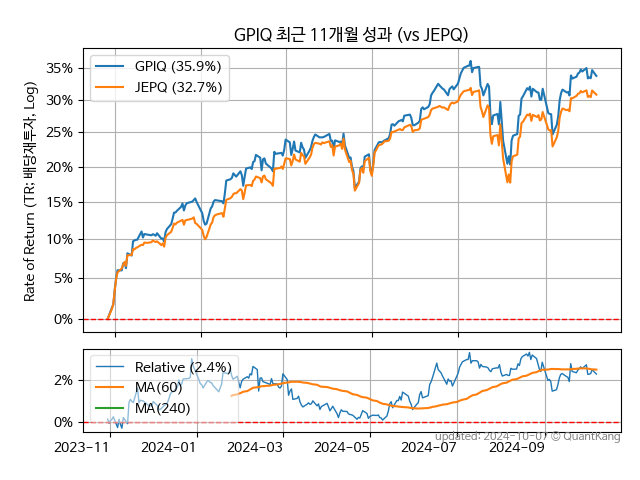 GPIQ 최근 11개월 성과 (vs JEPQ)
Rate of Return (TR; 배당재투자, Log)
35%
30%
25%
20%
15%
10%
5%
0%
GPIQ (35.9%)
JEPQ (32.7%)
2%
0%
Relative (2.4%)
MA(60)
MA(240)
2023-11
2024-01
2024-03
2024-05
2024-07
2024-09
updated: 2024-10-07 © QuantKang